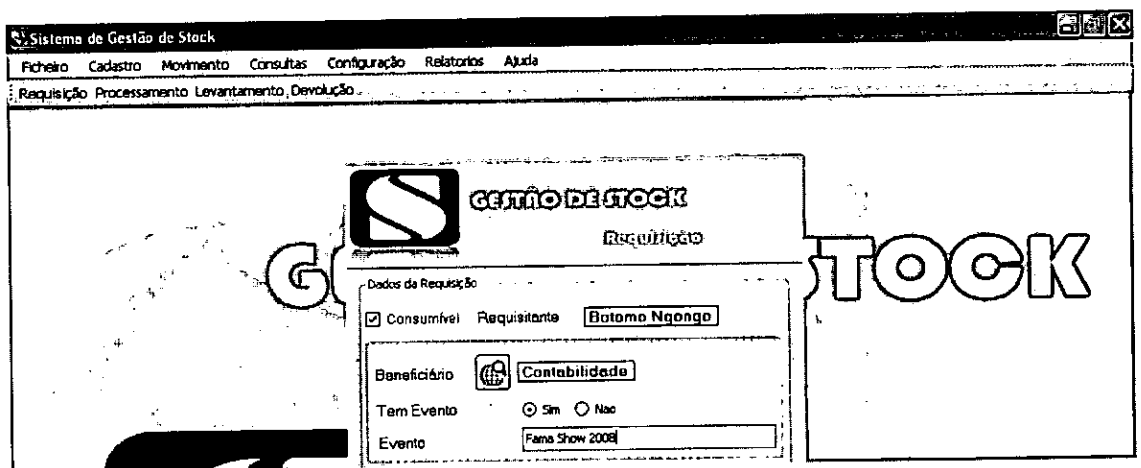 Sistema de Gestão de Stock
Ficheiro Cadastro Movimento Consultas Configuração Relatorios Ajuda
Requisição Processamento Levantamento Devolução
GESTÃO DE STOCK
Requisição
G STOCK
Dados da Requisição
Consumível Requisitante Botomo Ngongo
Beneficiário Contabilidade
Tem Evento Sim Nao
Evento Fama Show 2008